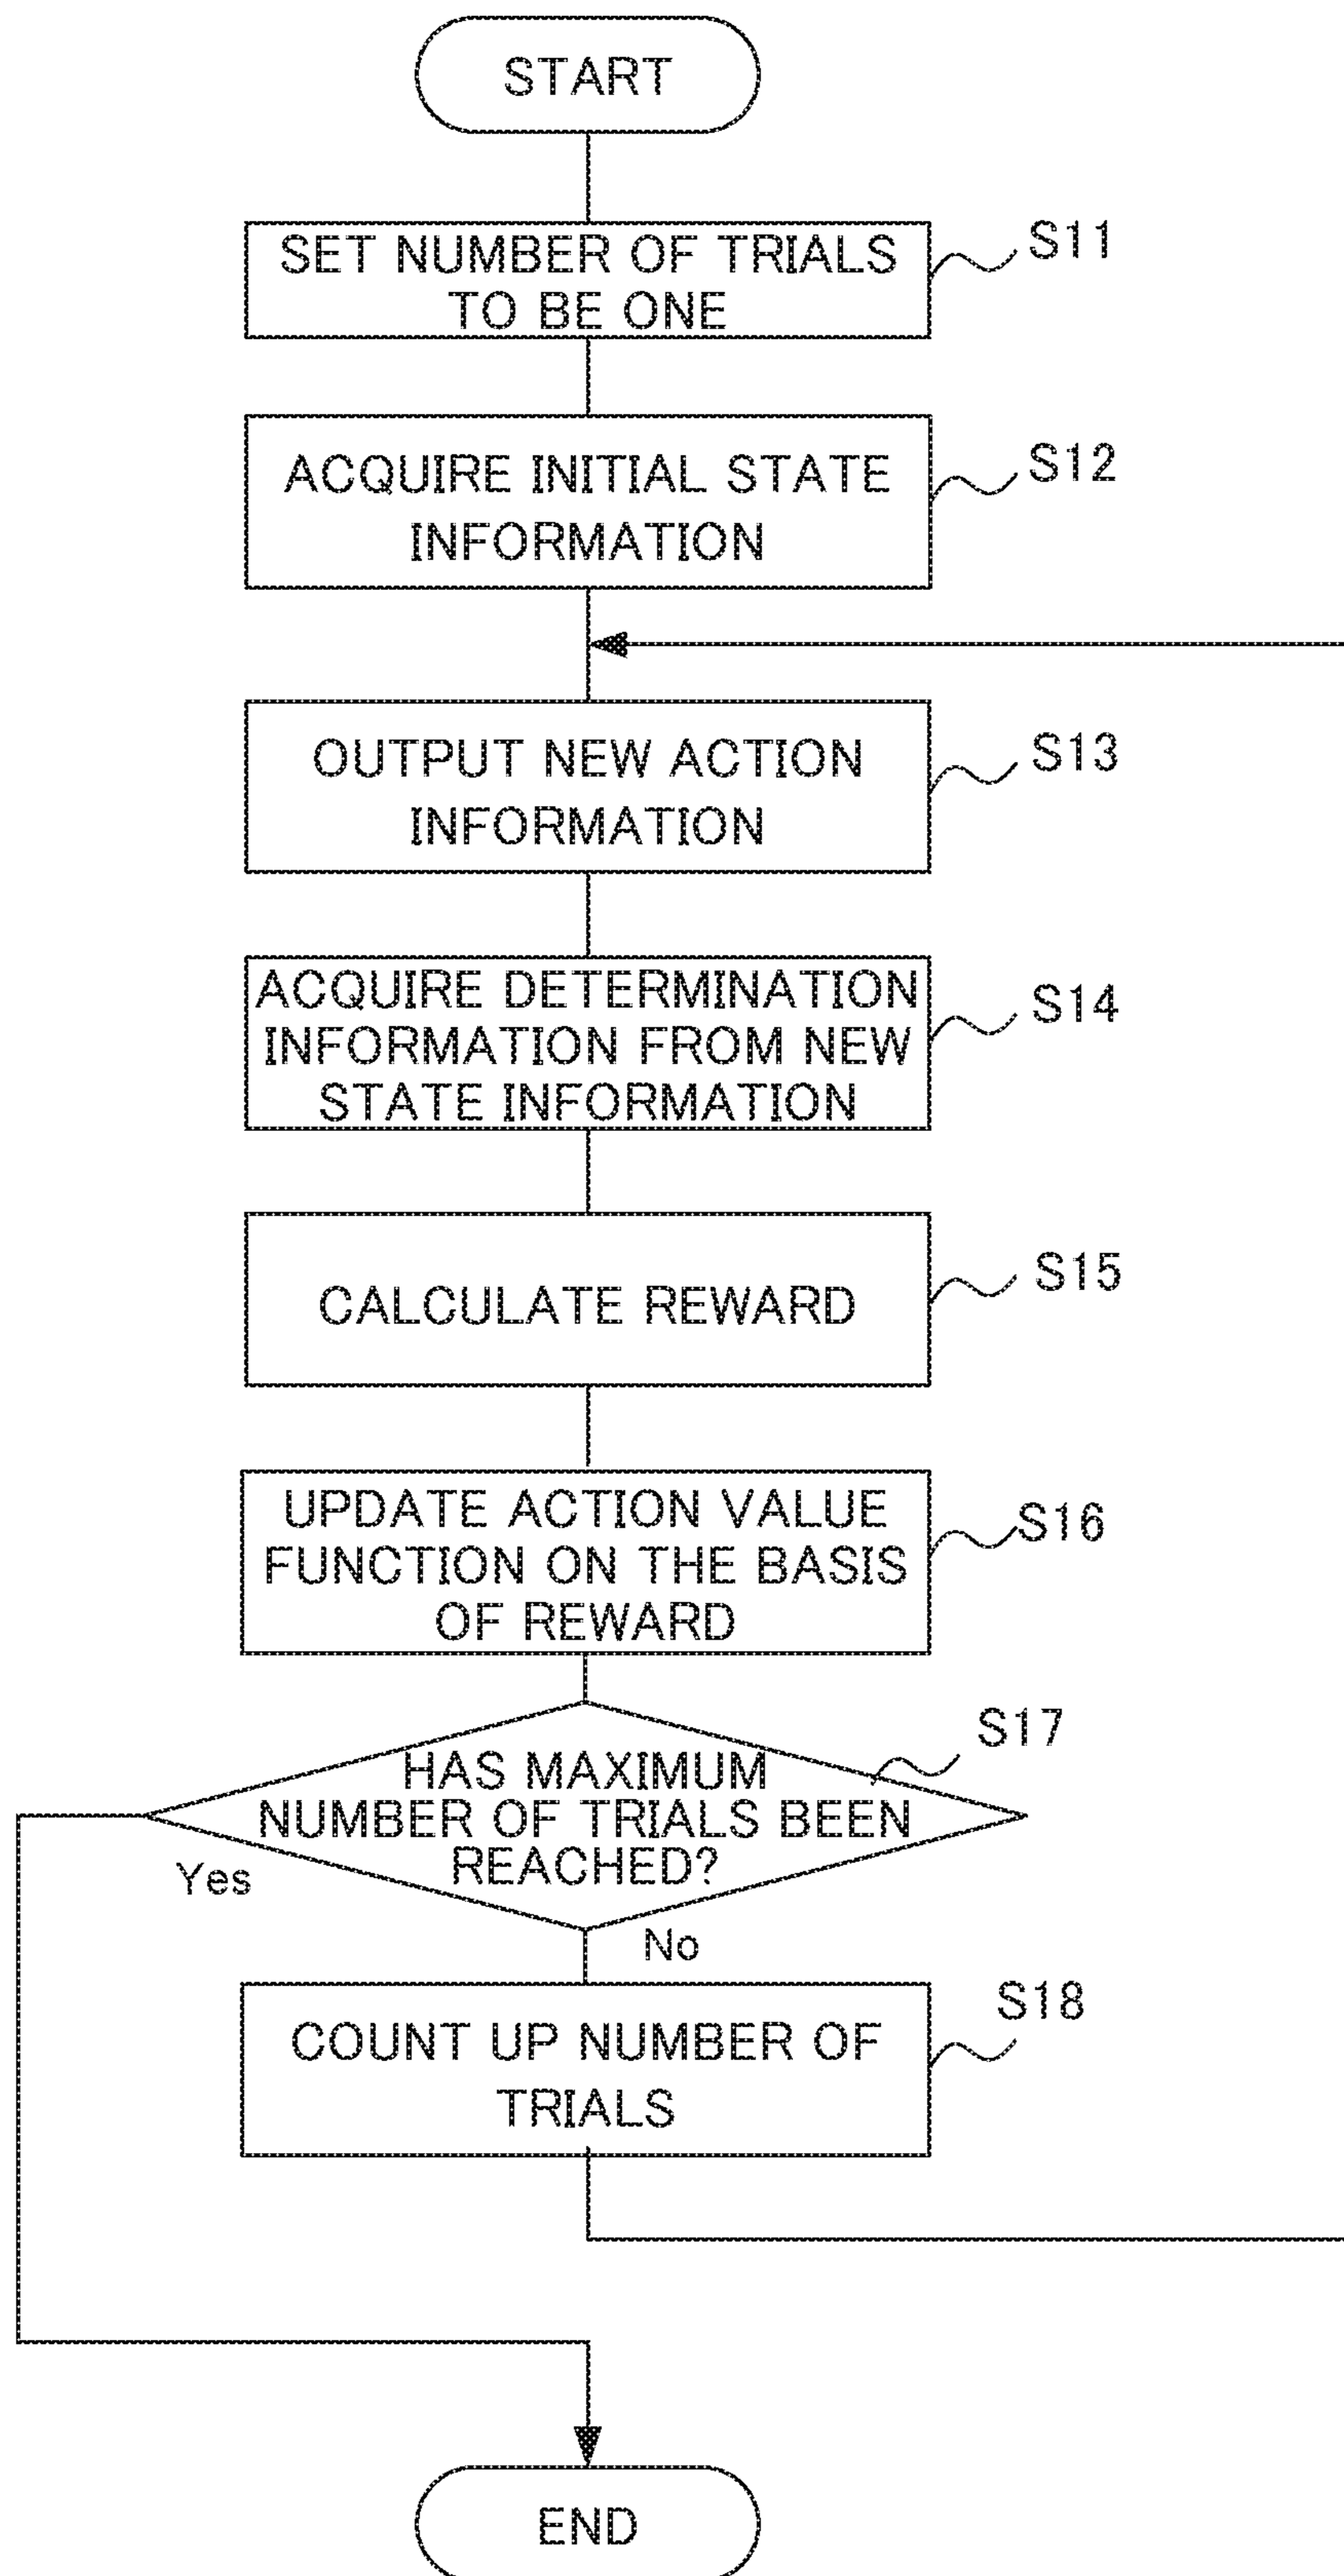 START
SET NUMBER OF TRIALS
TO BE ONE
S11
ACQUIRE INITIAL STATE
INFORMATION
S12
OUTPUT NEW ACTION
INFORMATION
S13
ACQUIRE DETERMINATION
INFORMATION FROM NEW
STATE INFORMATION
S14
CALCULATE REWARD
S15
UPDATE ACTION VALUE
FUNCTION ON THE BASIS
OF REWARD
S16
HAS MAXIMUM
NUMBER OF TRIALS BEEN
REACHED?
S17
Yes
No
COUNT UP NUMBER OF
TRIALS
S18
END